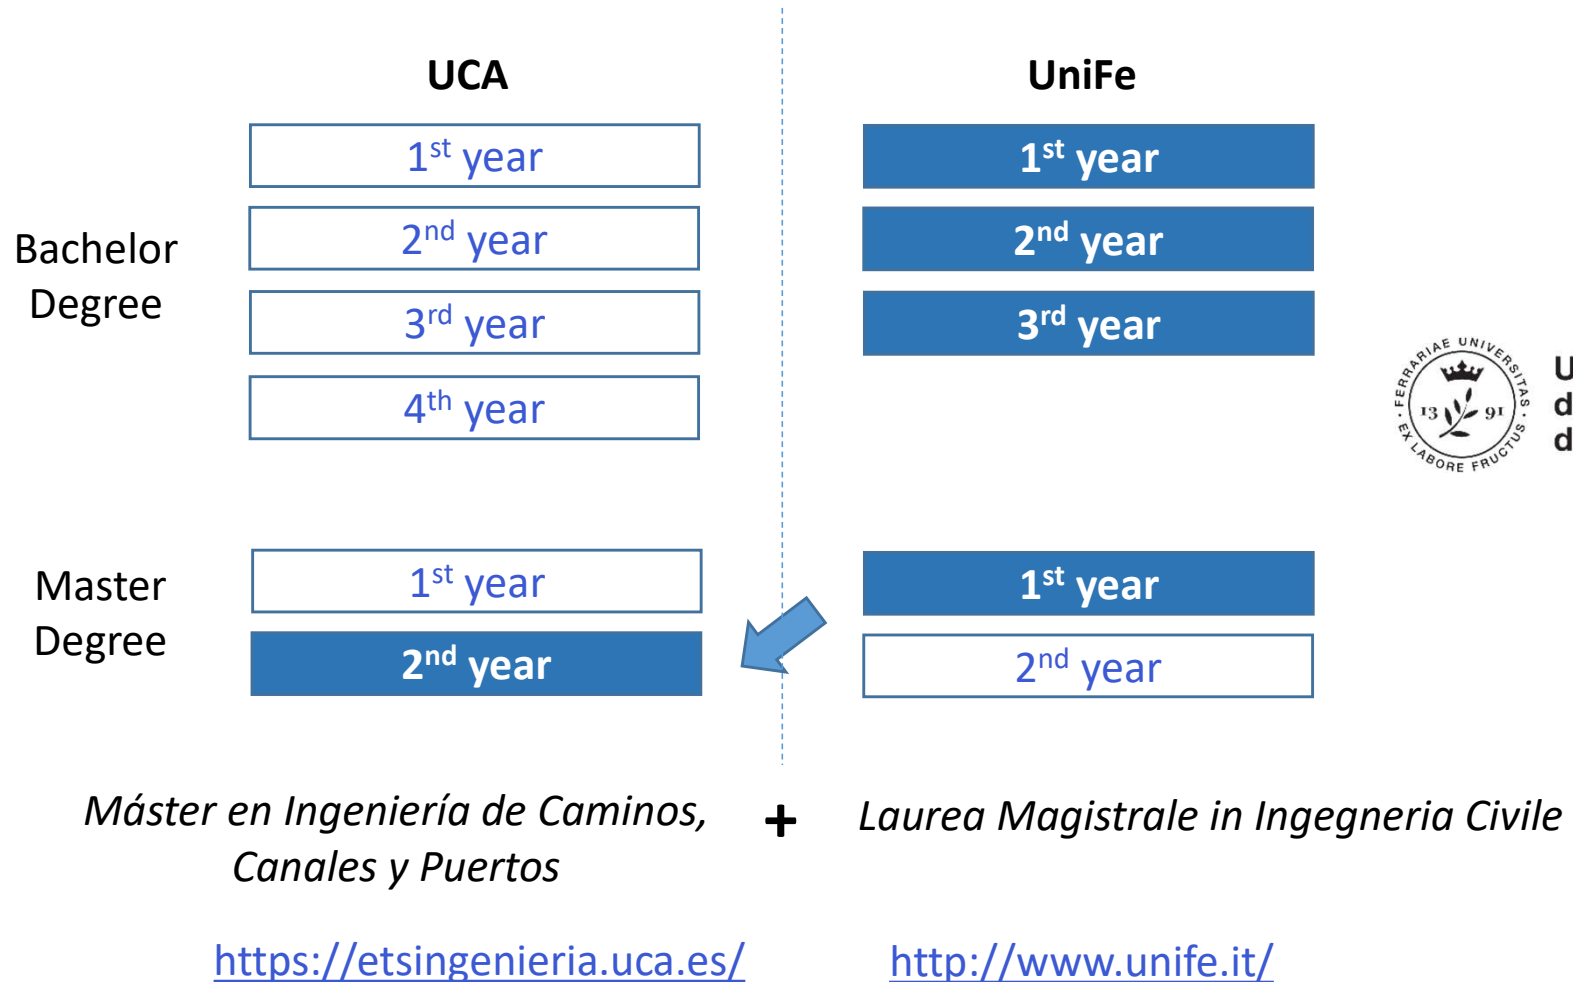 UCA
UniFe
Bachelor
Degree
1st year
2nd year
3rd year
4th year
1st year
2nd year
3rd year
FERRARIAE UNIVERSITAS
EX LABORE FRUCTUS
13 91
U
d
d
Master
Degree
1st year
2nd year
1st year
2nd year
Máster en Ingeniería de Caminos,
Canales y Puertos
+
Laurea Magistrale in Ingegneria Civile
https://etsingenieria.uca.es/
http://www.unife.it/